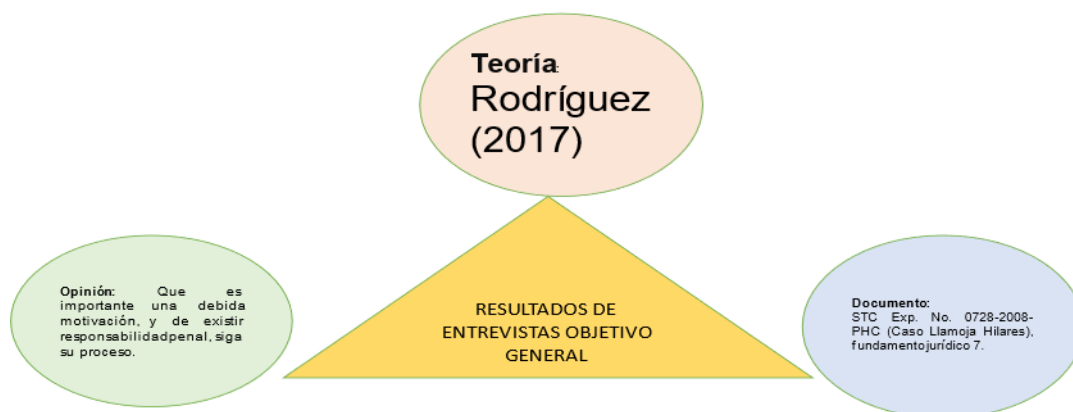 Teoría:
Rodríguez
(2017)
Opinión: Que es
importante una debida
motivación, y de existir
responsabilidadpenal, siga
su proceso.
RESULTADOS DE
ENTREVISTAS OBJETIVO
GENERAL
Documento:
STC Exp. No. 0728-2008-
PHC (Caso Llamoja Hilares),
fundamentojurídico 7.